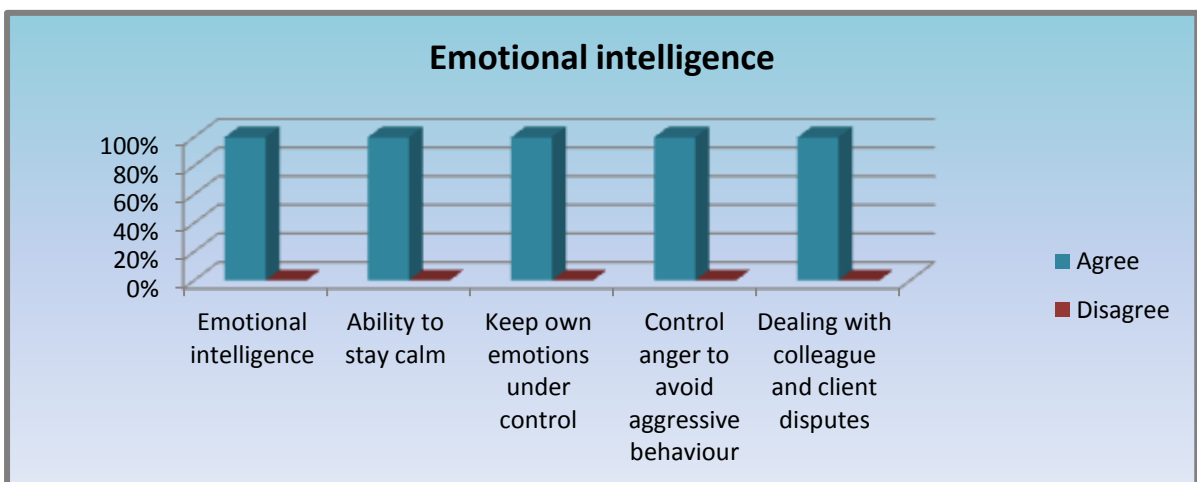 Emotional intelligence
100%
80%
60%
40%
20%
0%
Emotional
intelligence
Ability to
stay calm
Keep own
emotions
under
control
Control
anger to
avoid
aggressive
behaviour
Dealing with
colleague
and client
disputes
Agree
Disagree